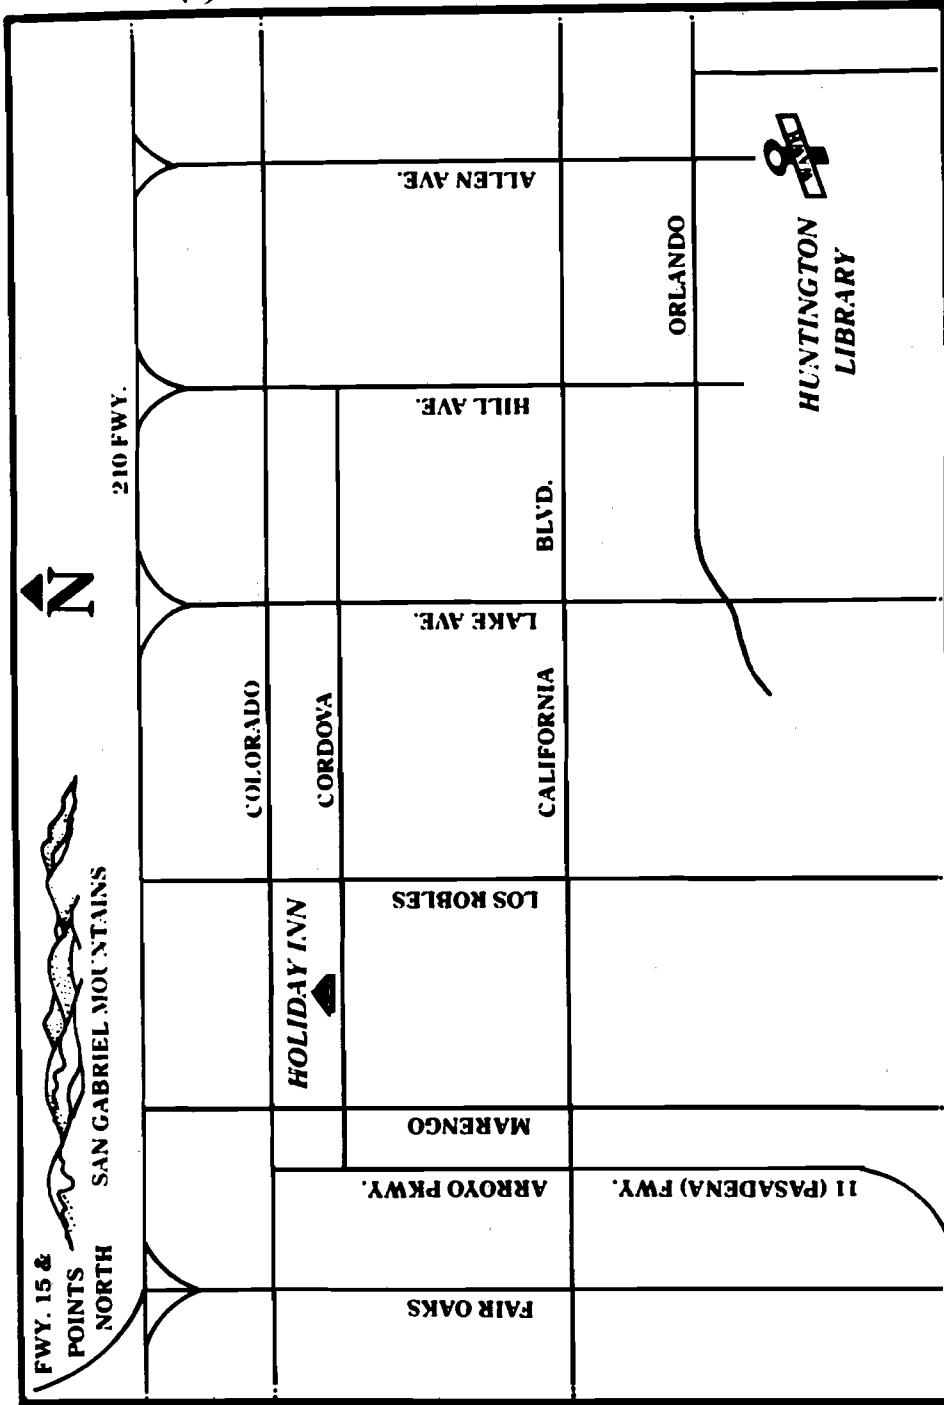 FWY. 15 &
POINTS
NORTH
SAN GABRIEL MOUNTAINS
N
210 FWY.
COLORADO
HOLIDAY INN
CORDOVA
CALIFORNIA
BLVD.
ORLANDO
HUNTINGTON
LIBRARY
FAIR OAKS
ARROYO PKWY.
11 (PASADENA) FWY.
MARENGO
LOS ROBLES
LAKE AVE.
HILL AVE.
ALLEN AVE.